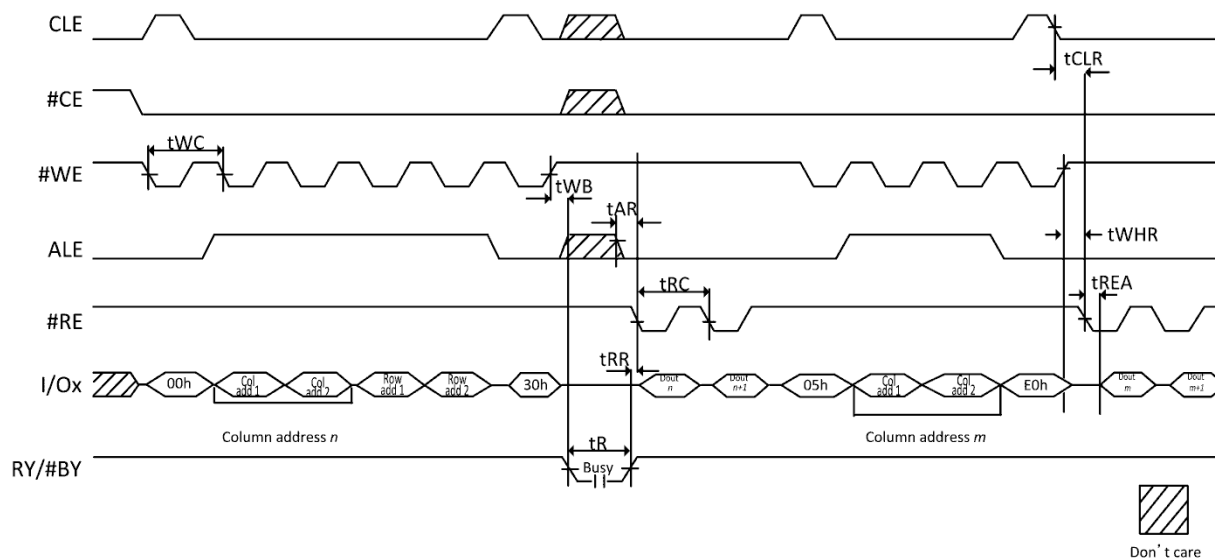 CLE
tCLR
#CE
tWC
#WE
tWB
tAR
ALE
tWHR
tRC
tREA
#RE
tRR
I/Ox
00h
Col
add 1
Col
add 2
Row
add 1
Row
add 2
30h
Dout
n
Dout
n+1
05h
Col
add 1
Col
add 2
E0h
Dout
m
Dout
m+1
Column address n
Column address m
tR
RY/#BY
Busy
Don’t care